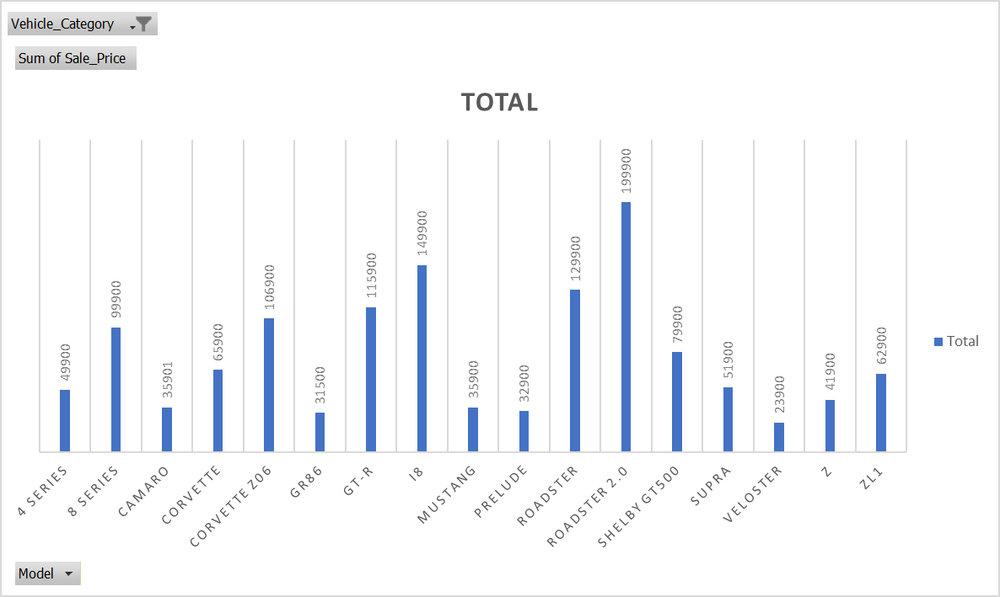 Vehicle_Category
Sum of Sale_Price
TOTAL
49900
99900
35901
65900
106900
31500
115900
149900
35900
32900
129900
199900
79900
51900
23900
41900
62900
Total
4 SERIES
8 SERIES
CAMARO
CORVETTE
CORVETTE Z06
GR86
GT-R
I8
MUSTANG
PRELUDE
ROADSTER
ROADSTER 2.0
SHELBY GT500
SUPRA
VELOSTER
Z
ZL1
Model